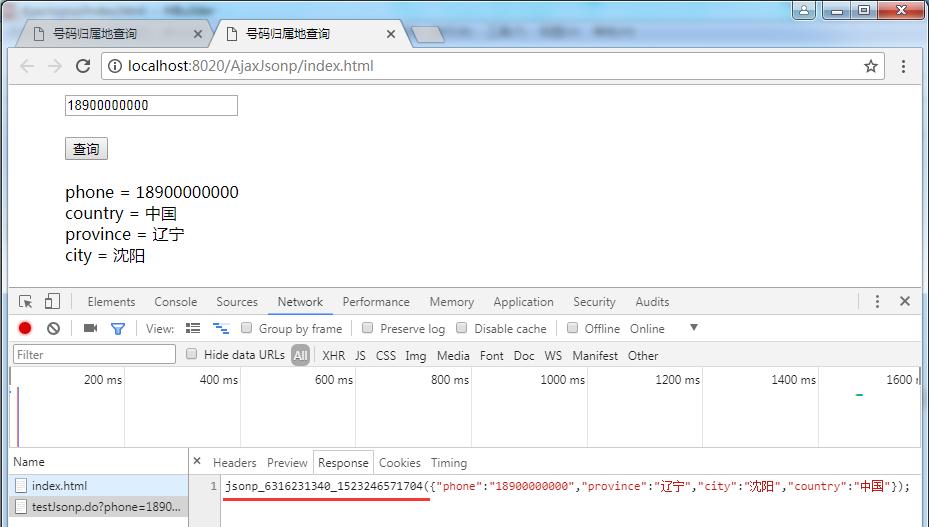 号码归属地查询 号码归属地查询
localhost:8020/AjaxJsonp/index.html
18900000000
查询
phone = 18900000000
country = 中国
province = 辽宁
city = 沈阳
Elements Console Sources Network Performance Memory Application Security Audits
View: Group by frame Preserve log Disable cache Offline Online
Filter Hide data URLs All XHR JS CSS Img Media Font Doc WS Manifest Other
200 ms 400 ms 600 ms 800 ms 1000 ms 1200 ms 1400 ms 1600
Name Headers Preview Response Cookies Timing
index.html 1 jsonp_6316231340_1523246571704({"phone":"18900000000","province":"辽宁","city":"沈阳","country":"中国"});
testJsonp.do?phone=1890...